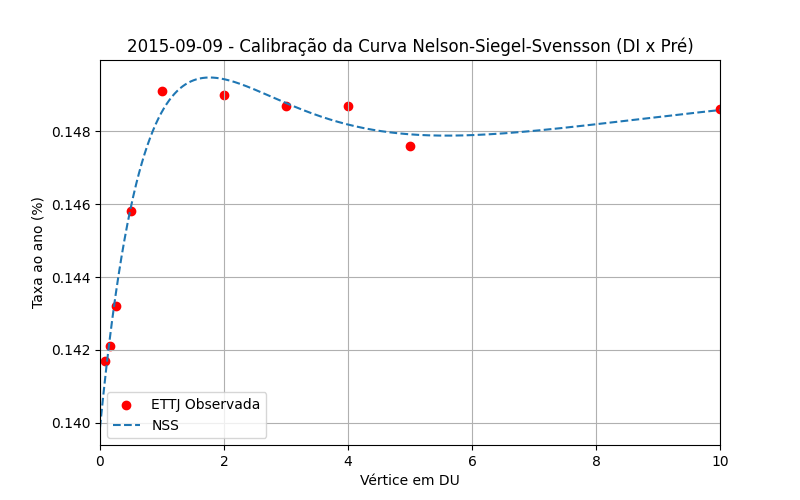 2015-09-09 - Calibração da Curva Nelson-Siegel-Svensson (DI x Pré)
Taxa ao ano (%)
0.148
0.146
0.144
0.142
0.140
ETTJ Observada
NSS
0 2 4 6 8 10
Vértice em DU